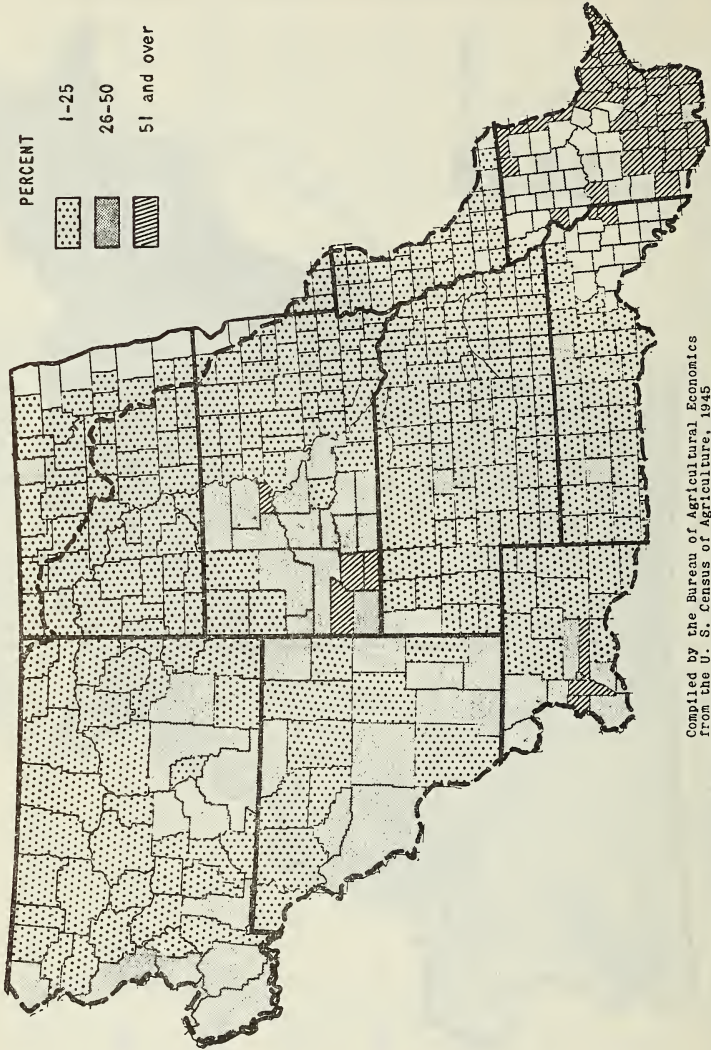 PERCENT
1-25
26-50
51 and over
Compiled by the Bureau of Agricultural Economics
from the U. S. Census of Agriculture, 1945